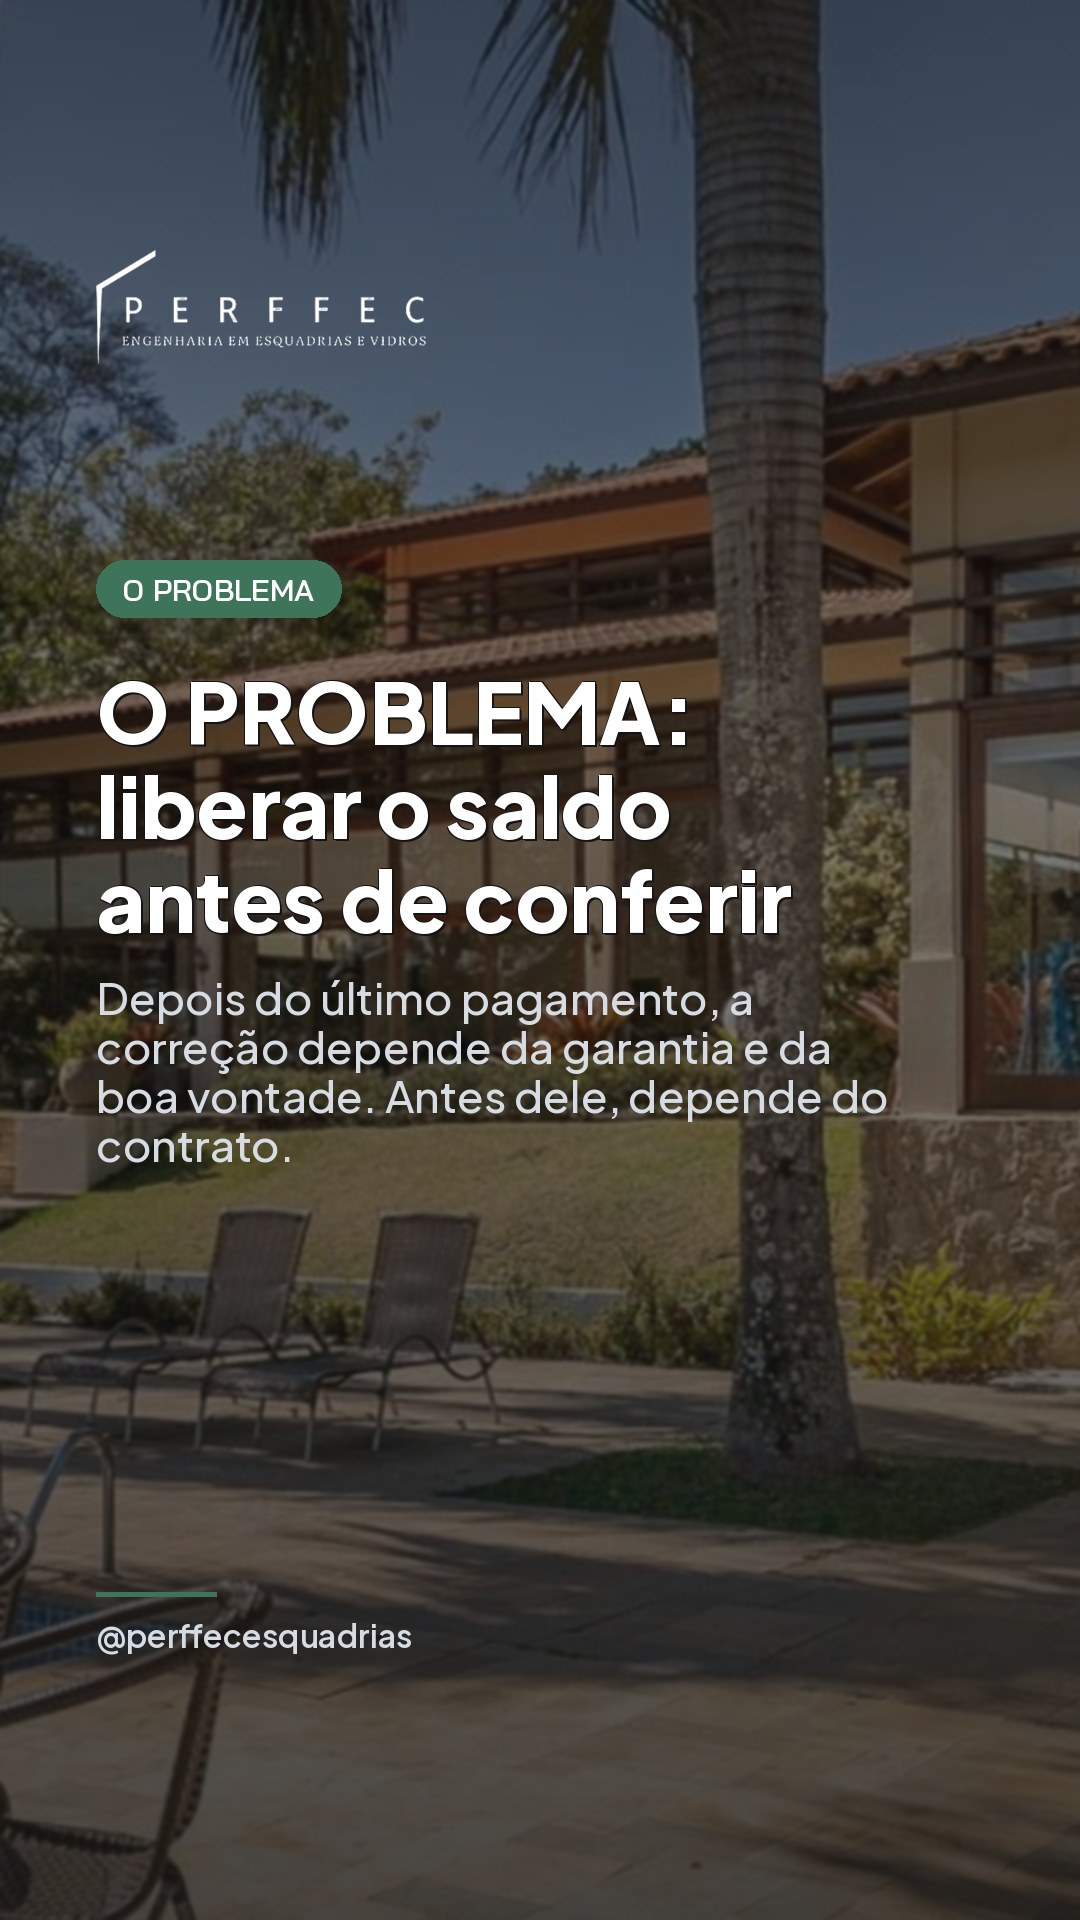 PERFFEC
ENGENHARIA EM ESQUADRIAS E VIDROS
O PROBLEMA
O PROBLEMA:
liberar o saldo
antes de conferir
Depois do último pagamento, a
correção depende da garantia e da
boa vontade. Antes dele, depende do
contrato.
@perffecesquadrias